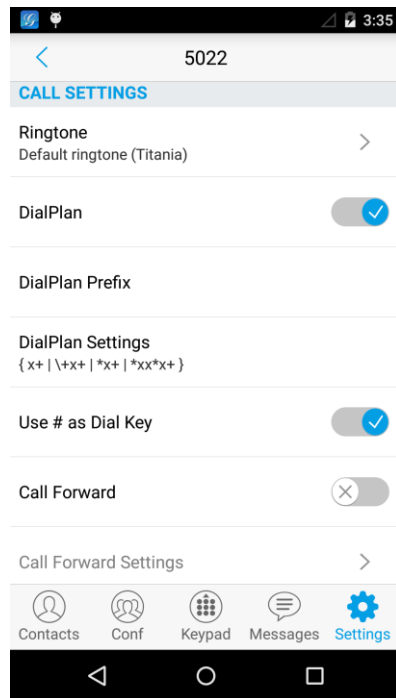 3:35
5022
CALL SETTINGS
Ringtone
Default ringtone (Titania)
DialPlan
DialPlan Prefix
DialPlan Settings
{ x+ | \+x+ | *x+ | *xx*x+ }
Use # as Dial Key
Call Forward
Call Forward Settings
Contacts Conf Keypad Messages Settings